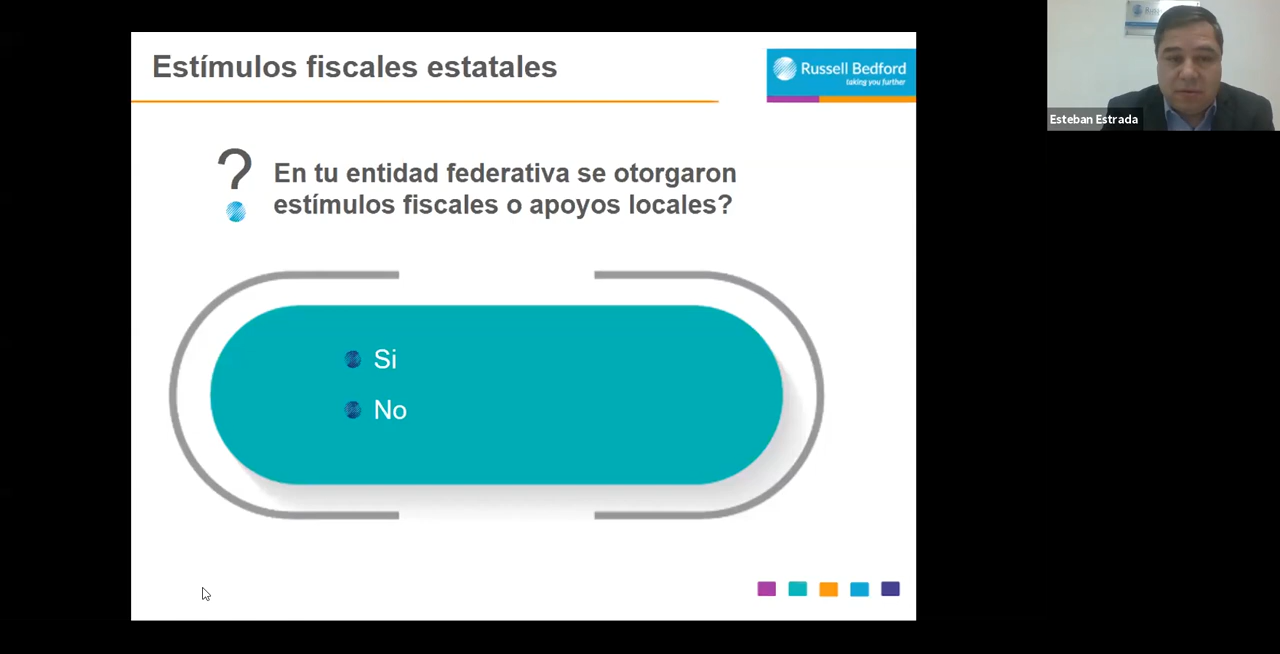 Estímulos fiscales estatales
Russell Bedford
taking you further
Esteban Estrada
? En tu entidad federativa se otorgaron
estímulos fiscales o apoyos locales?
Si
No